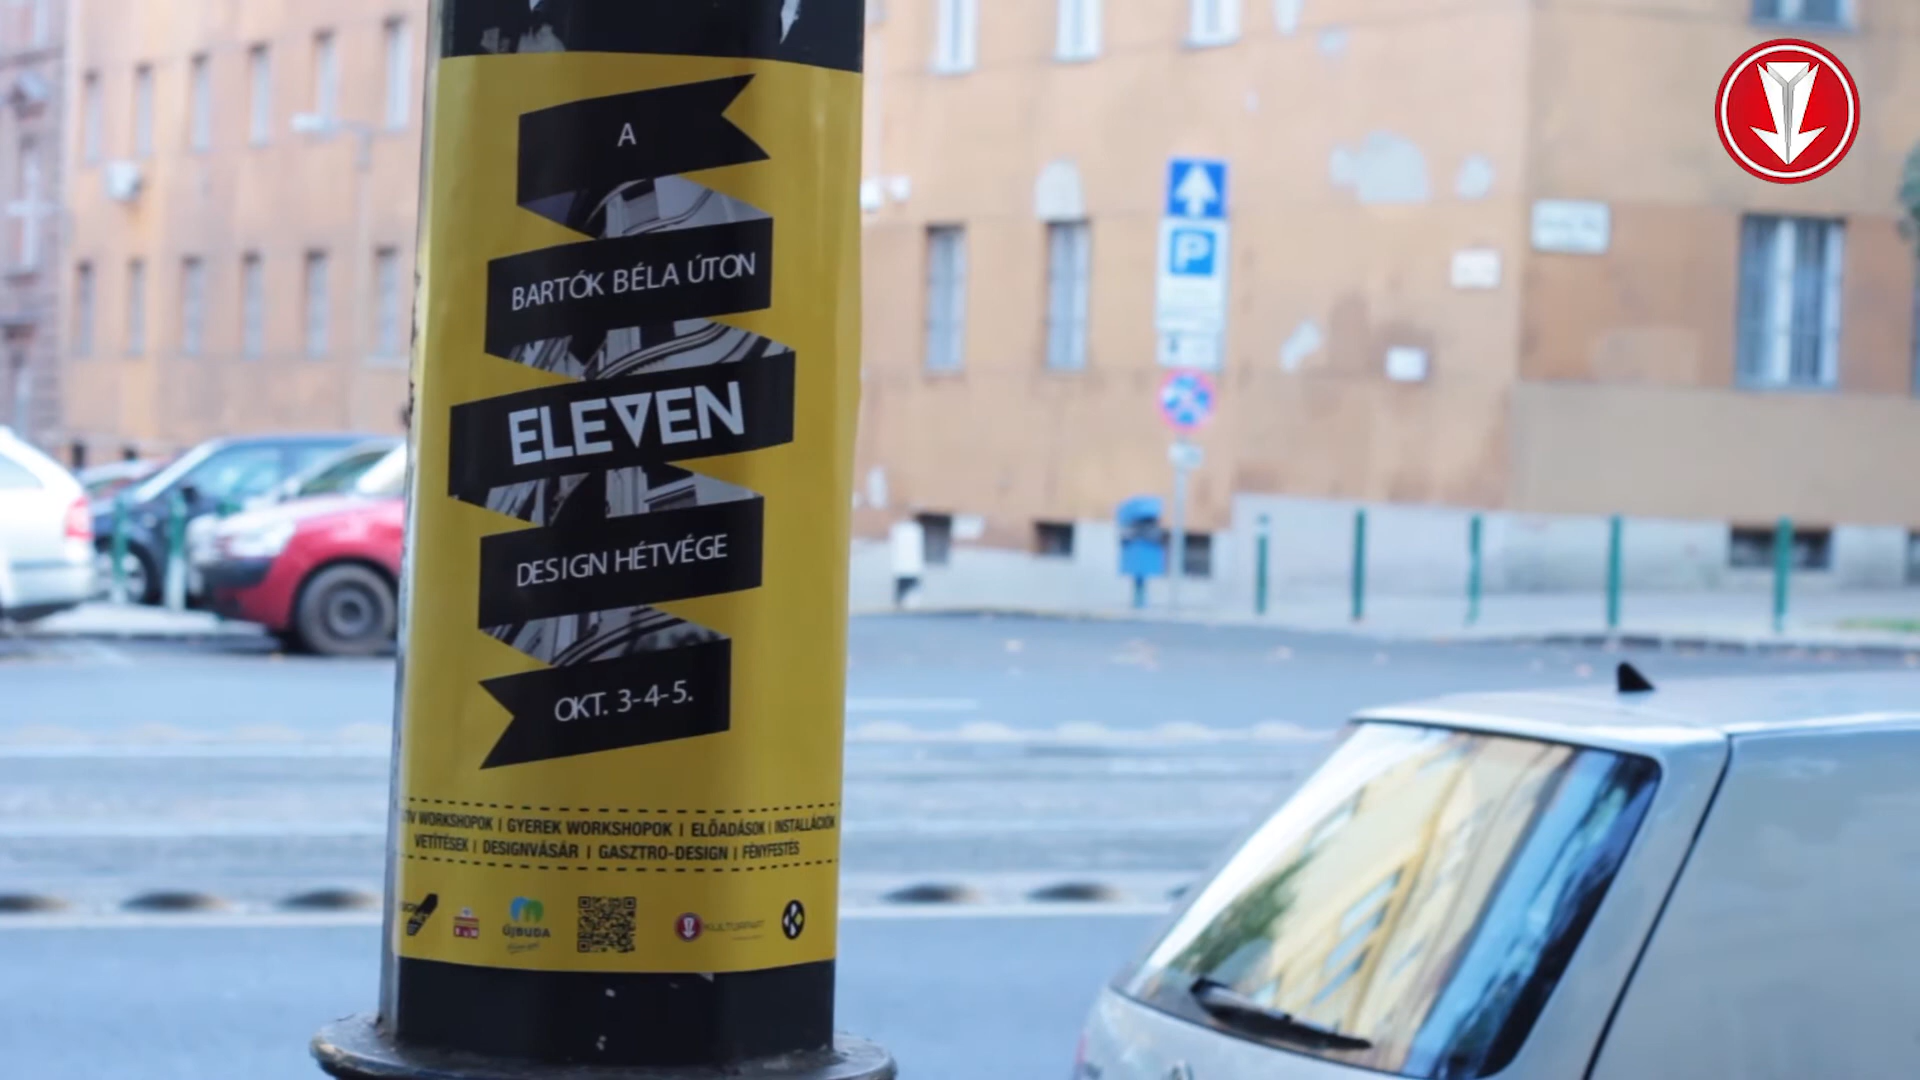 A
BARTÓK BÉLA ÚTON
ELEVEN
DESIGN HÉTVÉGE
OKT. 3-4-5.
WORKSHOPOK | GYEREK WORKSHOPOK | ELŐADÁSOK | INSTALLÁCIÓK
VETÍTÉSEK | DESIGNVÁSÁR | GASZTRO-DESIGN | FÉNYFESTÉS
ÚJBUDA KULTURPART K
P